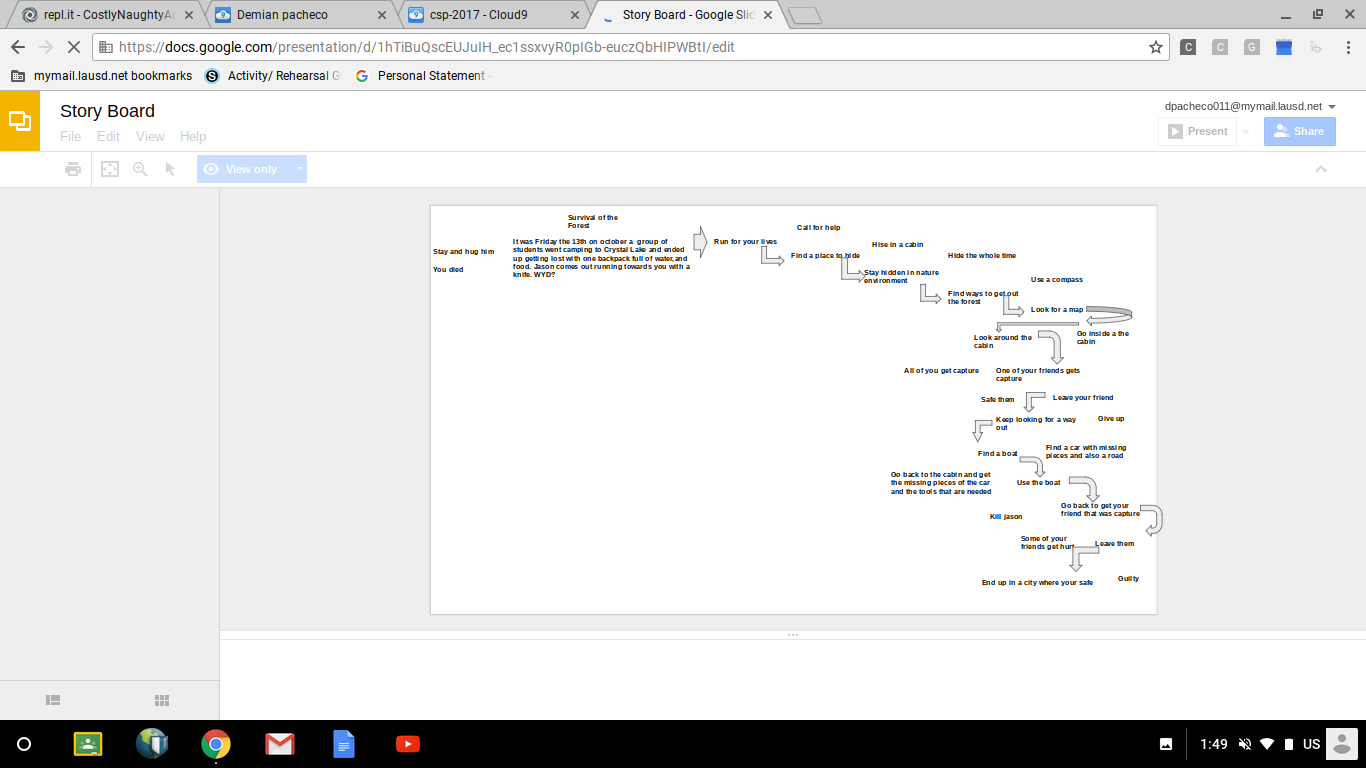 repl.it - CostlyNaughtyA
Demian pacheco
csp-2017 - Cloud9
Story Board - Google Slid
https://docs.google.com/presentation/d/1hTiBuQscEUJuIH_ec1ssxvyR0pIGb-euczQbHIPWBtI/edit
mymail.lausd.net bookmarks
Activity/ Rehearsal G
Personal Statement -
Story Board
dpacheco011@mymail.lausd.net
File Edit View Help
Present
Share
View only
Survival of the
Forest
Stay and hug him
You died
It was Friday the 13th on october a group of
students went camping to Crystal Lake and ended
up getting lost with one backpack full of water,and
food. Jason comes out running towards you with a
knife. WYD?
Run for your lives
Call for help
Find a place to hide
Hise in a cabin
Stay hidden in nature
environment
HIde the whole time
Find ways to get out
the forest
Use a compass
Look for a map
Go inside a the
cabin
Look around the
cabin
All of you get capture
One of your friends gets
capture
Safe them
Leave your friend
Keep looking for a way
out
Give up
Find a boat
Find a car with missing
pieces and also a road
Go back to the cabin and get
the missing pieces of the car
and the tools that are needed
Use the boat
Kill jason
Go back to get your
friend that was capture
Some of your
friends get hurt
Leave them
End up in a city where your safe
Guilty
1:49
US